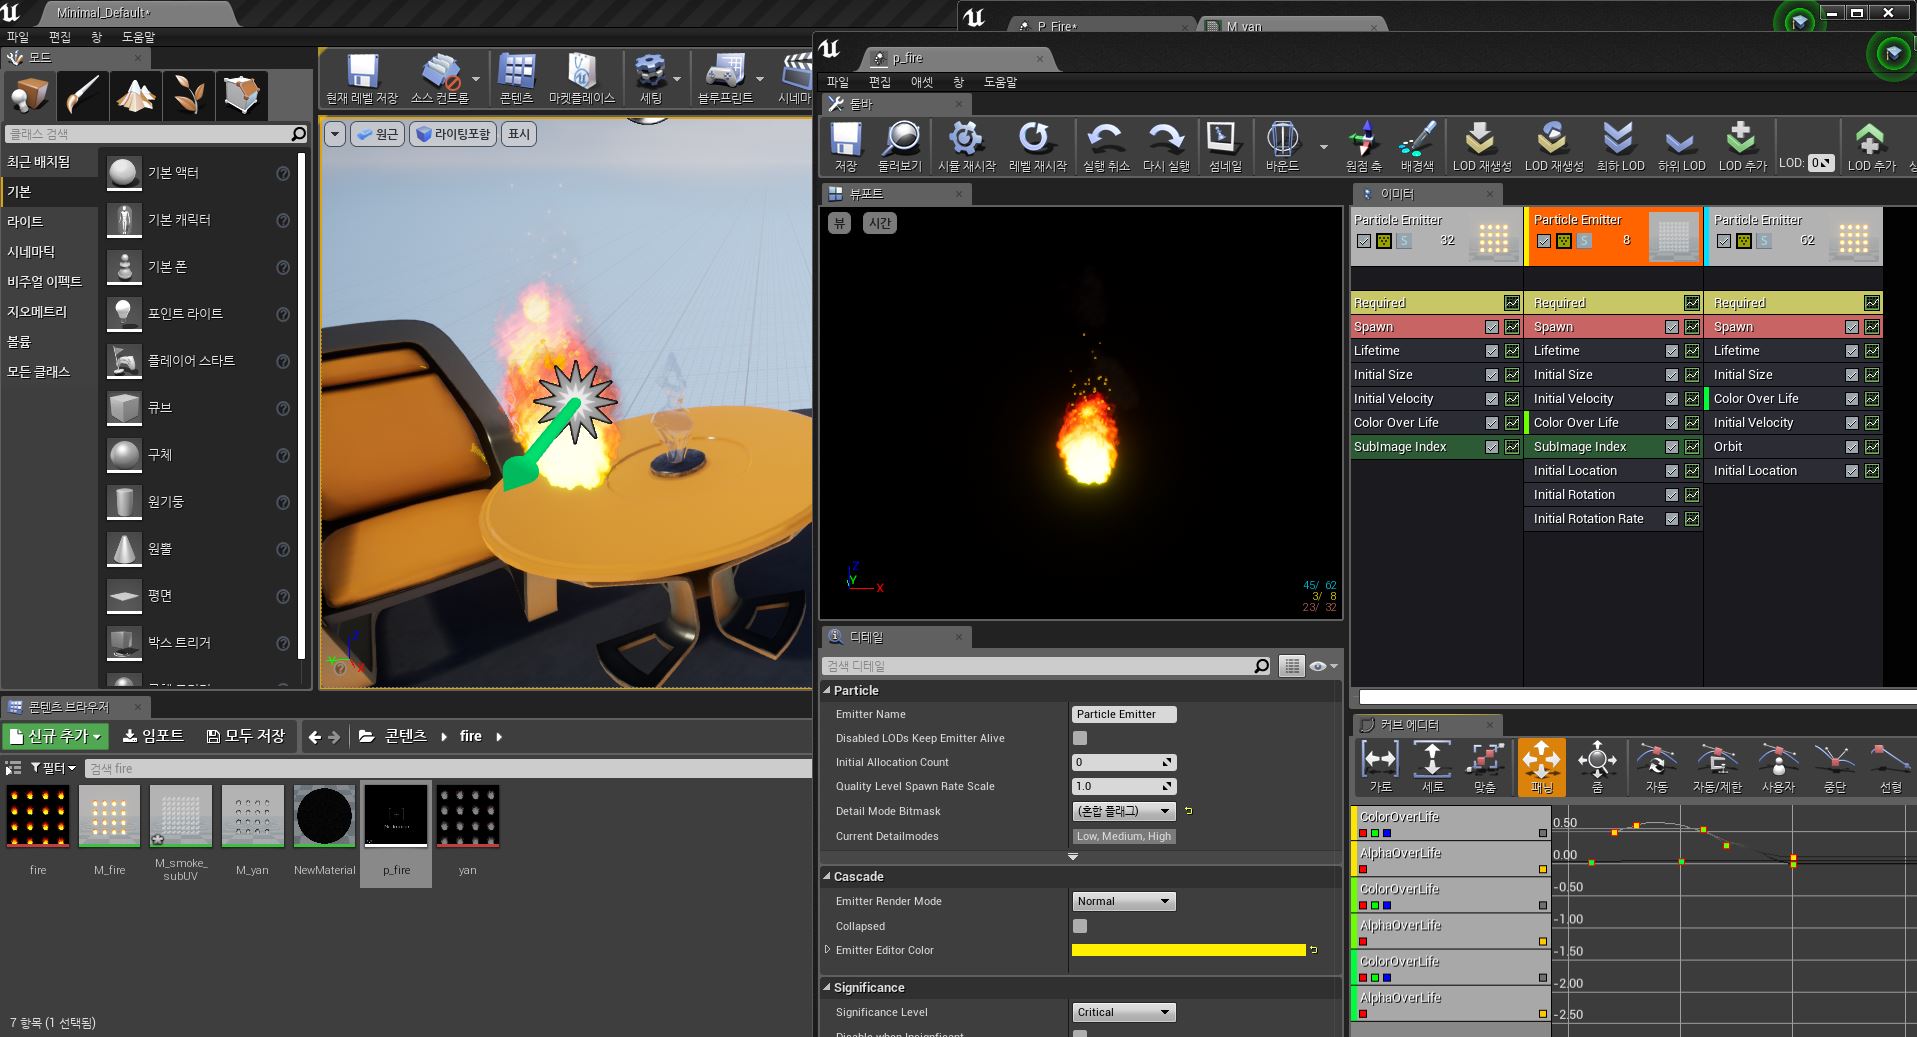 Minimal_Default*
파일 편집 창 도움말
모드
클래스 검색
최근 배치됨
기본
라이트
시네마틱
비주얼 이펙트
지오메트리
볼륨
모든 클래스
기본 액터
기본 캐릭터
기본 폰
포인트 라이트
플레이어 스타트
큐브
구체
원기둥
원뿔
평면
박스 트리거
현재 레벨 저장 소스 컨트롤 콘텐츠 마켓플레이스 세팅 블루프린트
원근 라이팅포함 표시
Z
Y
X
콘텐츠 브라우저
신규 추가 임포트 모두 저장 콘텐츠 fire
필터 검색 fire
fire
M_fire
M_smoke_
subUV
M_yan
NewMaterial
p_fire
yan
7 항목 (1 선택됨)
P_Fire* M_yan
p_fire
파일 편집 애셋 창 도움말
툴바
저장 둘러보기 시뮬 재시작 레벨 재시작 실행 취소 다시 실행 섬네일 바운드 원점 축 배경색 LOD 재생성 LOD 재생성 최하 LOD 하위 LOD LOD 추가 LOD: 0 LOD 추가
뷰포트
뷰 시간
Z
Y
X
45/ 62
3/ 8
23/ 32
이미터
Particle Emitter
S 32
Required
Spawn
Lifetime
Initial Size
Initial Velocity
Color Over Life
SubImage Index
Particle Emitter
S 8
Required
Spawn
Lifetime
Initial Size
Initial Velocity
Color Over Life
SubImage Index
Initial Location
Initial Rotation
Initial Rotation Rate
Particle Emitter
S 62
Required
Spawn
Lifetime
Initial Size
Color Over Life
Initial Velocity
Orbit
Initial Location
디테일
검색 디테일
Particle
Emitter Name Particle Emitter
Disabled LODs Keep Emitter Alive
Initial Allocation Count 0
Quality Level Spawn Rate Scale 1.0
Detail Mode Bitmask (혼합 플래그)
Current Detailmodes Low, Medium, High
Cascade
Emitter Render Mode Normal
Collapsed
Emitter Editor Color
Significance
Significance Level Critical
커브 에디터
가로 세로 맞춤 패닝 줌 자동 자동/제한 사용자 중단 선형
ColorOverLife
AlphaOverLife
ColorOverLife
AlphaOverLife
ColorOverLife
AlphaOverLife
0.50
0.00
-0.50
-1.00
-1.50
-2.00
-2.50